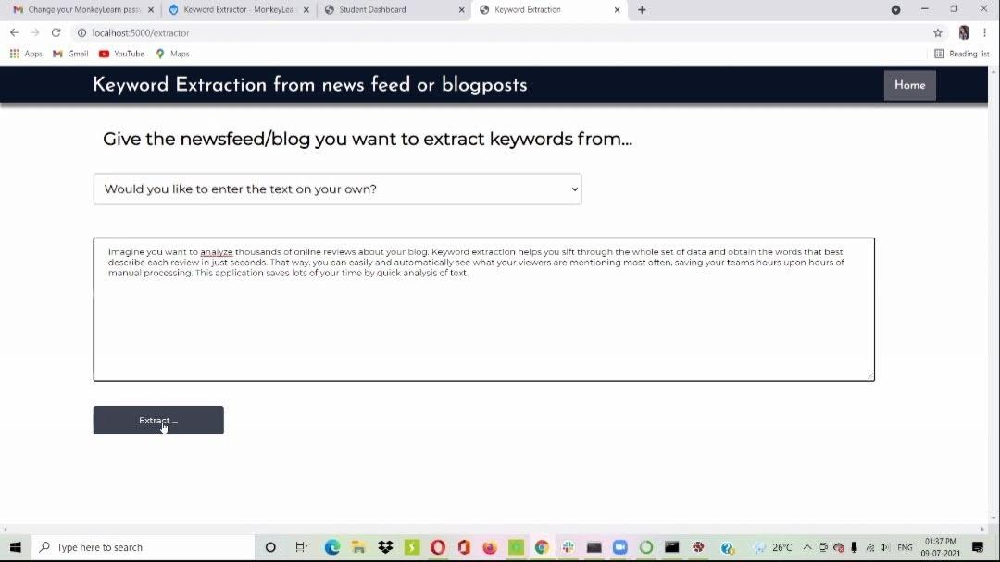 Change your MonkeyLearn passw
Keyword Extractor - MonkeyLear
Student Dashboard
Keyword Extraction
localhost:5000/extractor
Apps
Gmail
YouTube
Maps
Reading list
Keyword Extraction from news feed or blogposts
Home
Give the newsfeed/blog you want to extract keywords from...
Would you like to enter the text on your own?
Imagine you want to analyze thousands of online reviews about your blog. Keyword extraction helps you sift through the whole set of data and obtain the words that best
describe each review in just seconds. That way, you can easily and automatically see what your viewers are mentioning most often, saving your teams hours upon hours of
manual processing. This application saves lots of your time by quick analysis of text.
Extract ...
Type here to search
26°C
ENG
01:37 PM
09-07-2021